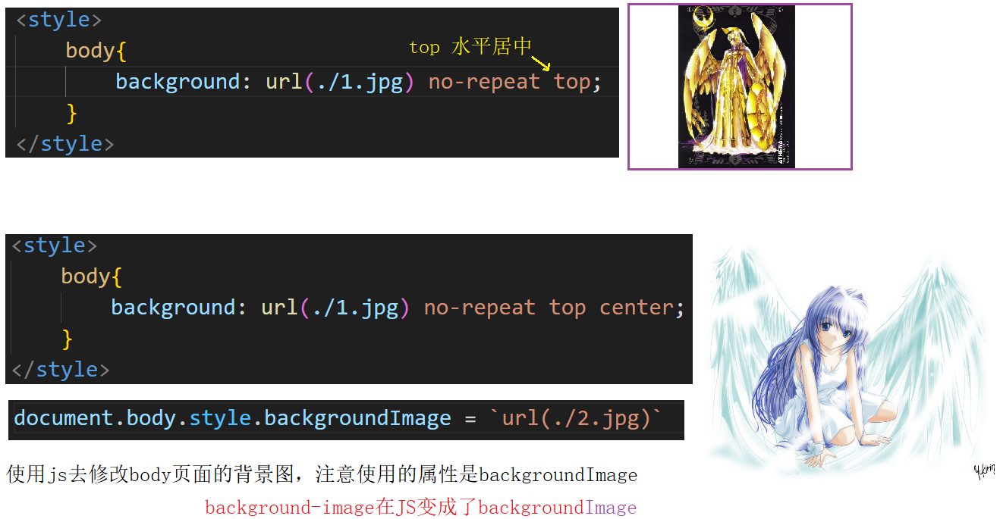 <style>
body{
top 水平居中
background: url(./1.jpg) no-repeat top;
}
</style>
ATHENA
<style>
body{
background: url(./1.jpg) no-repeat top center;
}
</style>
document.body.style.backgroundImage = `url(./2.jpg)`
使用js去修改body页面的背景图，注意使用的属性是backgroundImage
background-image在JS变成了backgroundImage